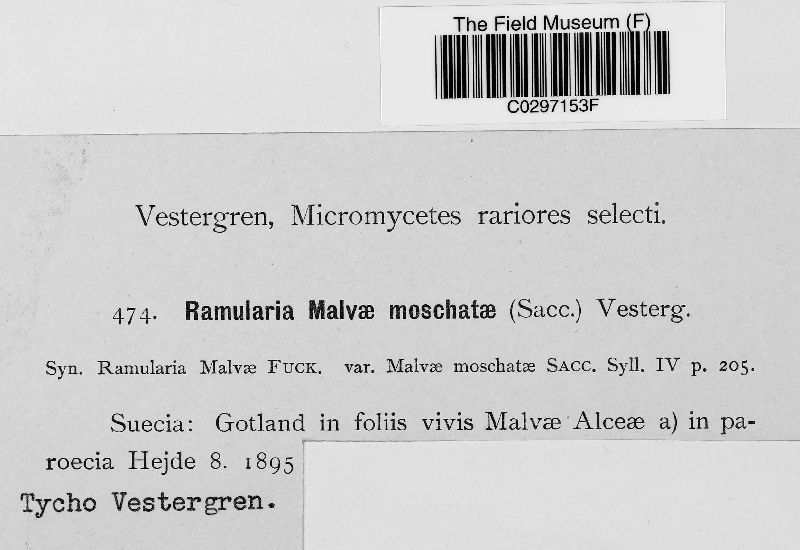 The Field Museum (F)
C0297153F
Vestergren, Micromycetes rariores selecti.
474. Ramularia Malvæ moschatæ (Sacc.) Vesterg.
Syn. Ramularia Malvæ FUCK. var. Malvæ moschatæ SACC. Syll. IV p. 205.
Suecia: Gotland in foliis vivis Malvæ Alceæ a) in pa-
roecia Hejde 8. 1895
Tycho Vestergren.